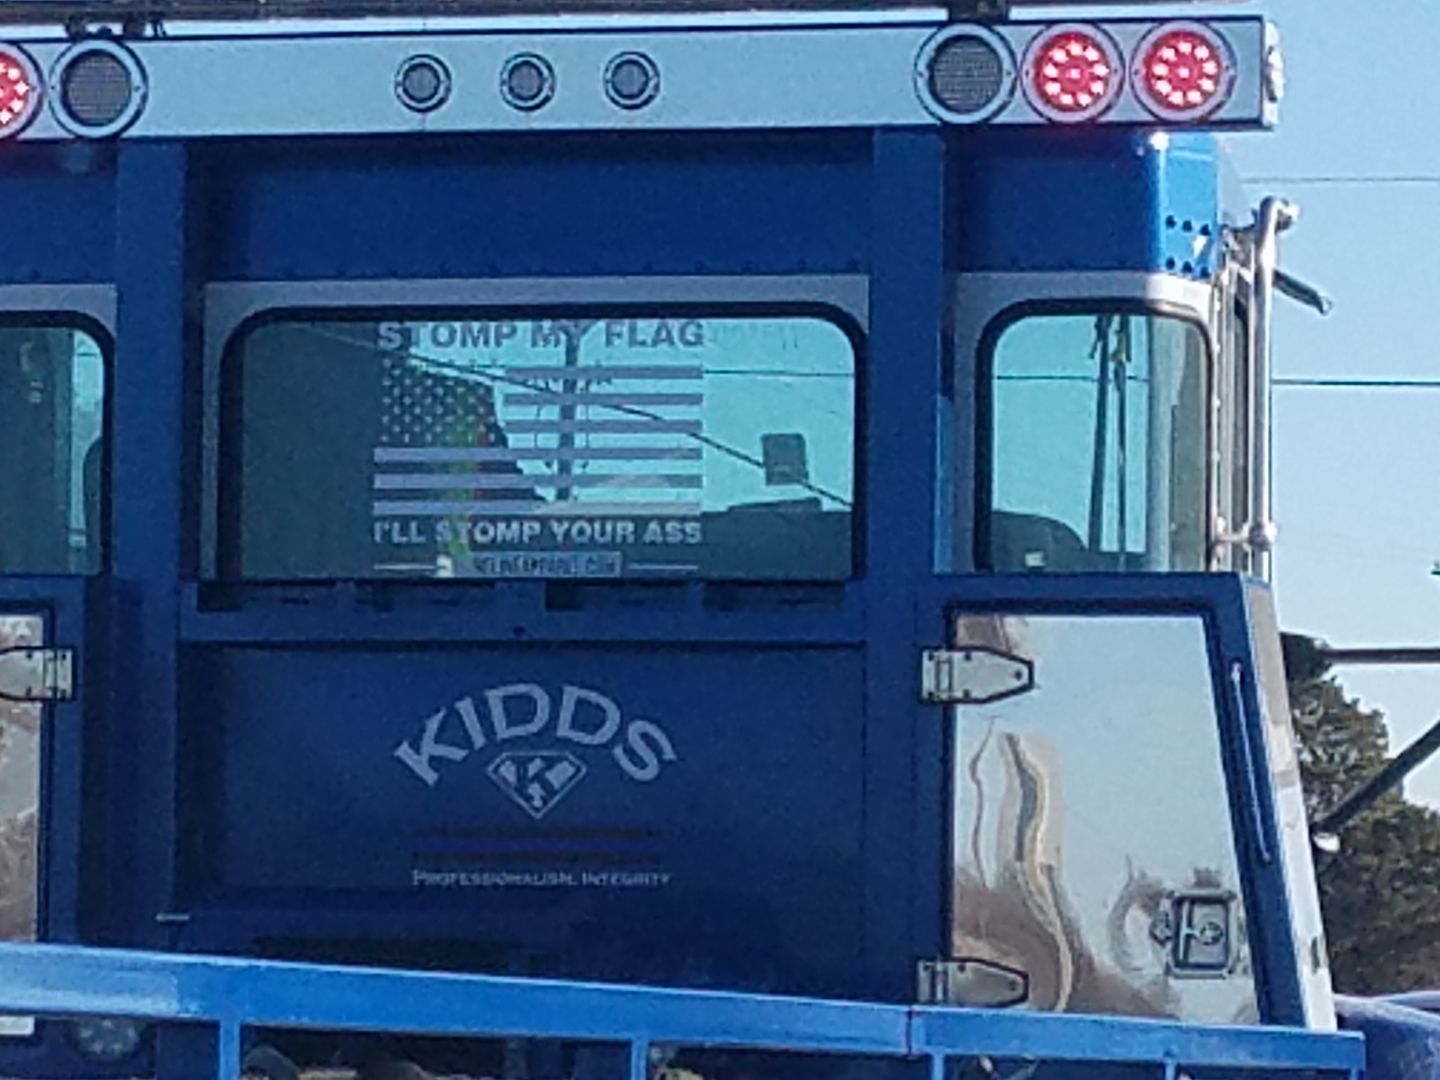 STOMP MY FLAG
I'LL STOMP YOUR ASS
KIDDS
K
PROFESSIONALISM, INTEGRITY